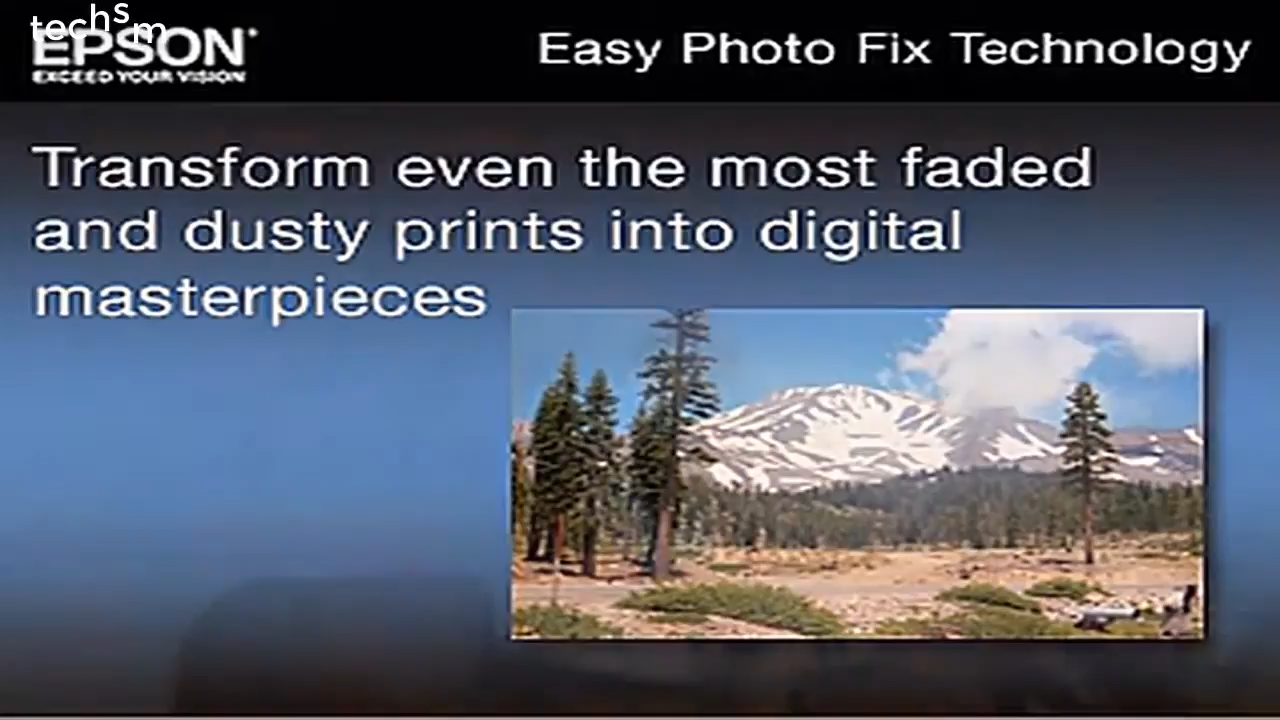 techsm
EPSON
EXCEED YOUR VISION
Easy Photo Fix Technology
Transform even the most faded
and dusty prints into digital
masterpieces